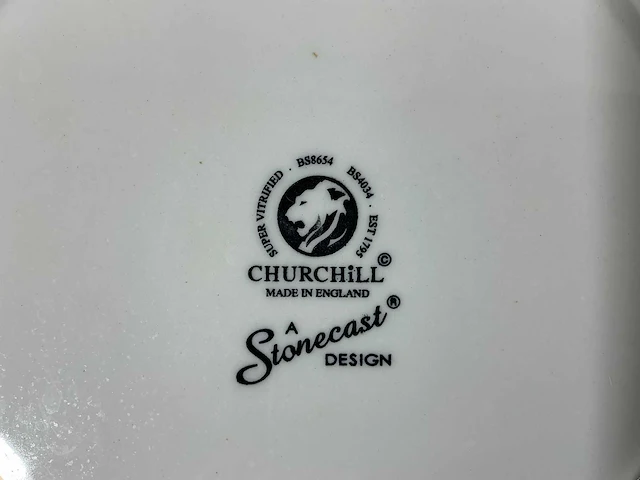 SUPER VITRIFIED · BS8654 BS4034 · EST 1795
CHURCHiLL©
MADE IN ENGLAND
A
Stonecast®
DESIGN